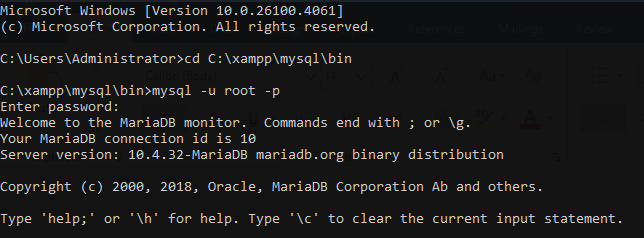 Microsoft Windows [Version 10.0.26100.4061]
(c) Microsoft Corporation. All rights reserved.
C:\Users\Administrator>cd C:\xampp\mysql\bin
C:\xampp\mysql\bin>mysql -u root -p
Enter password:
Welcome to the MariaDB monitor.  Commands end with ; or \g.
Your MariaDB connection id is 10
Server version: 10.4.32-MariaDB mariadb.org binary distribution
Copyright (c) 2000, 2018, Oracle, MariaDB Corporation Ab and others.
Type 'help;' or '\h' for help. Type '\c' to clear the current input statement.